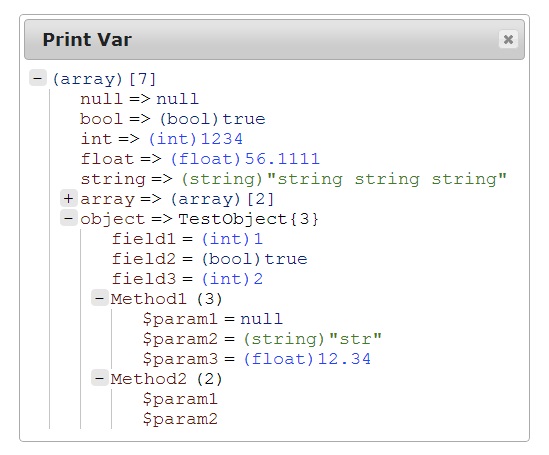 Print Var
(array)[7]
null => null
bool => (bool)true
int => (int)1234
float => (float)56.1111
string => (string)"string string string"
array => (array)[2]
object => TestObject{3}
field1 = (int)1
field2 = (bool)true
field3 = (int)2
Method1 (3)
$param1 = null
$param2 = (string)"str"
$param3 = (float)12.34
Method2 (2)
$param1
$param2